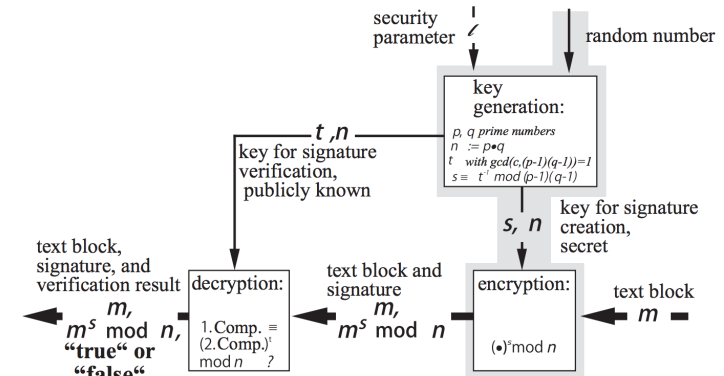 security
parameter ℓ
random number
key
generation:
p, q prime numbers
n := p•q
t with gcd(c,(p-1)(q-1))=1
s ≡ t⁻¹ mod (p-1)(q-1)
t ,n
key for signature
verification,
publicly known
s, n
key for signature
creation,
secret
text block,
signature, and
verification result
m,
mˢ mod n,
“true“ or
“false“
decryption:
1.Comp. ≡
(2.Comp.)ᵗ
mod n ?
text block and
signature
m,
mˢ mod n
encryption:
(•)ˢmod n
text block
m